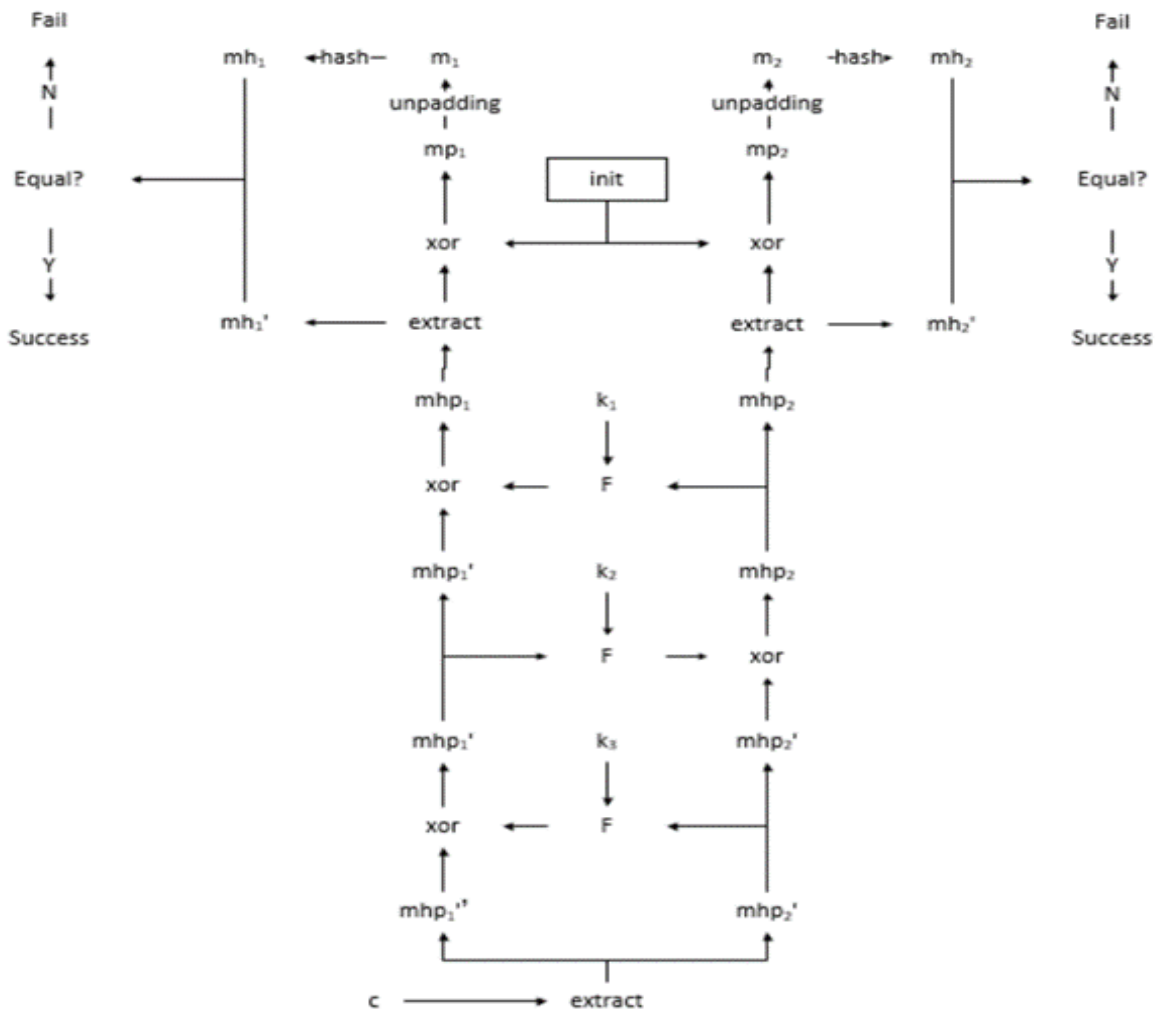 Fail Fail
mh₁ hash m₁ m₂ hash mh₂
N unpadding unpadding N
mp₁ mp₂
Equal? init Equal?
xor xor
Y Y
mh₁' extract extract mh₂'
Success Success
mhp₁ k₁ mhp₂
xor F
mhp₁' k₂ mhp₂
F xor
mhp₁' k₃ mhp₂'
xor F
mhp₁'' mhp₂'
c extract